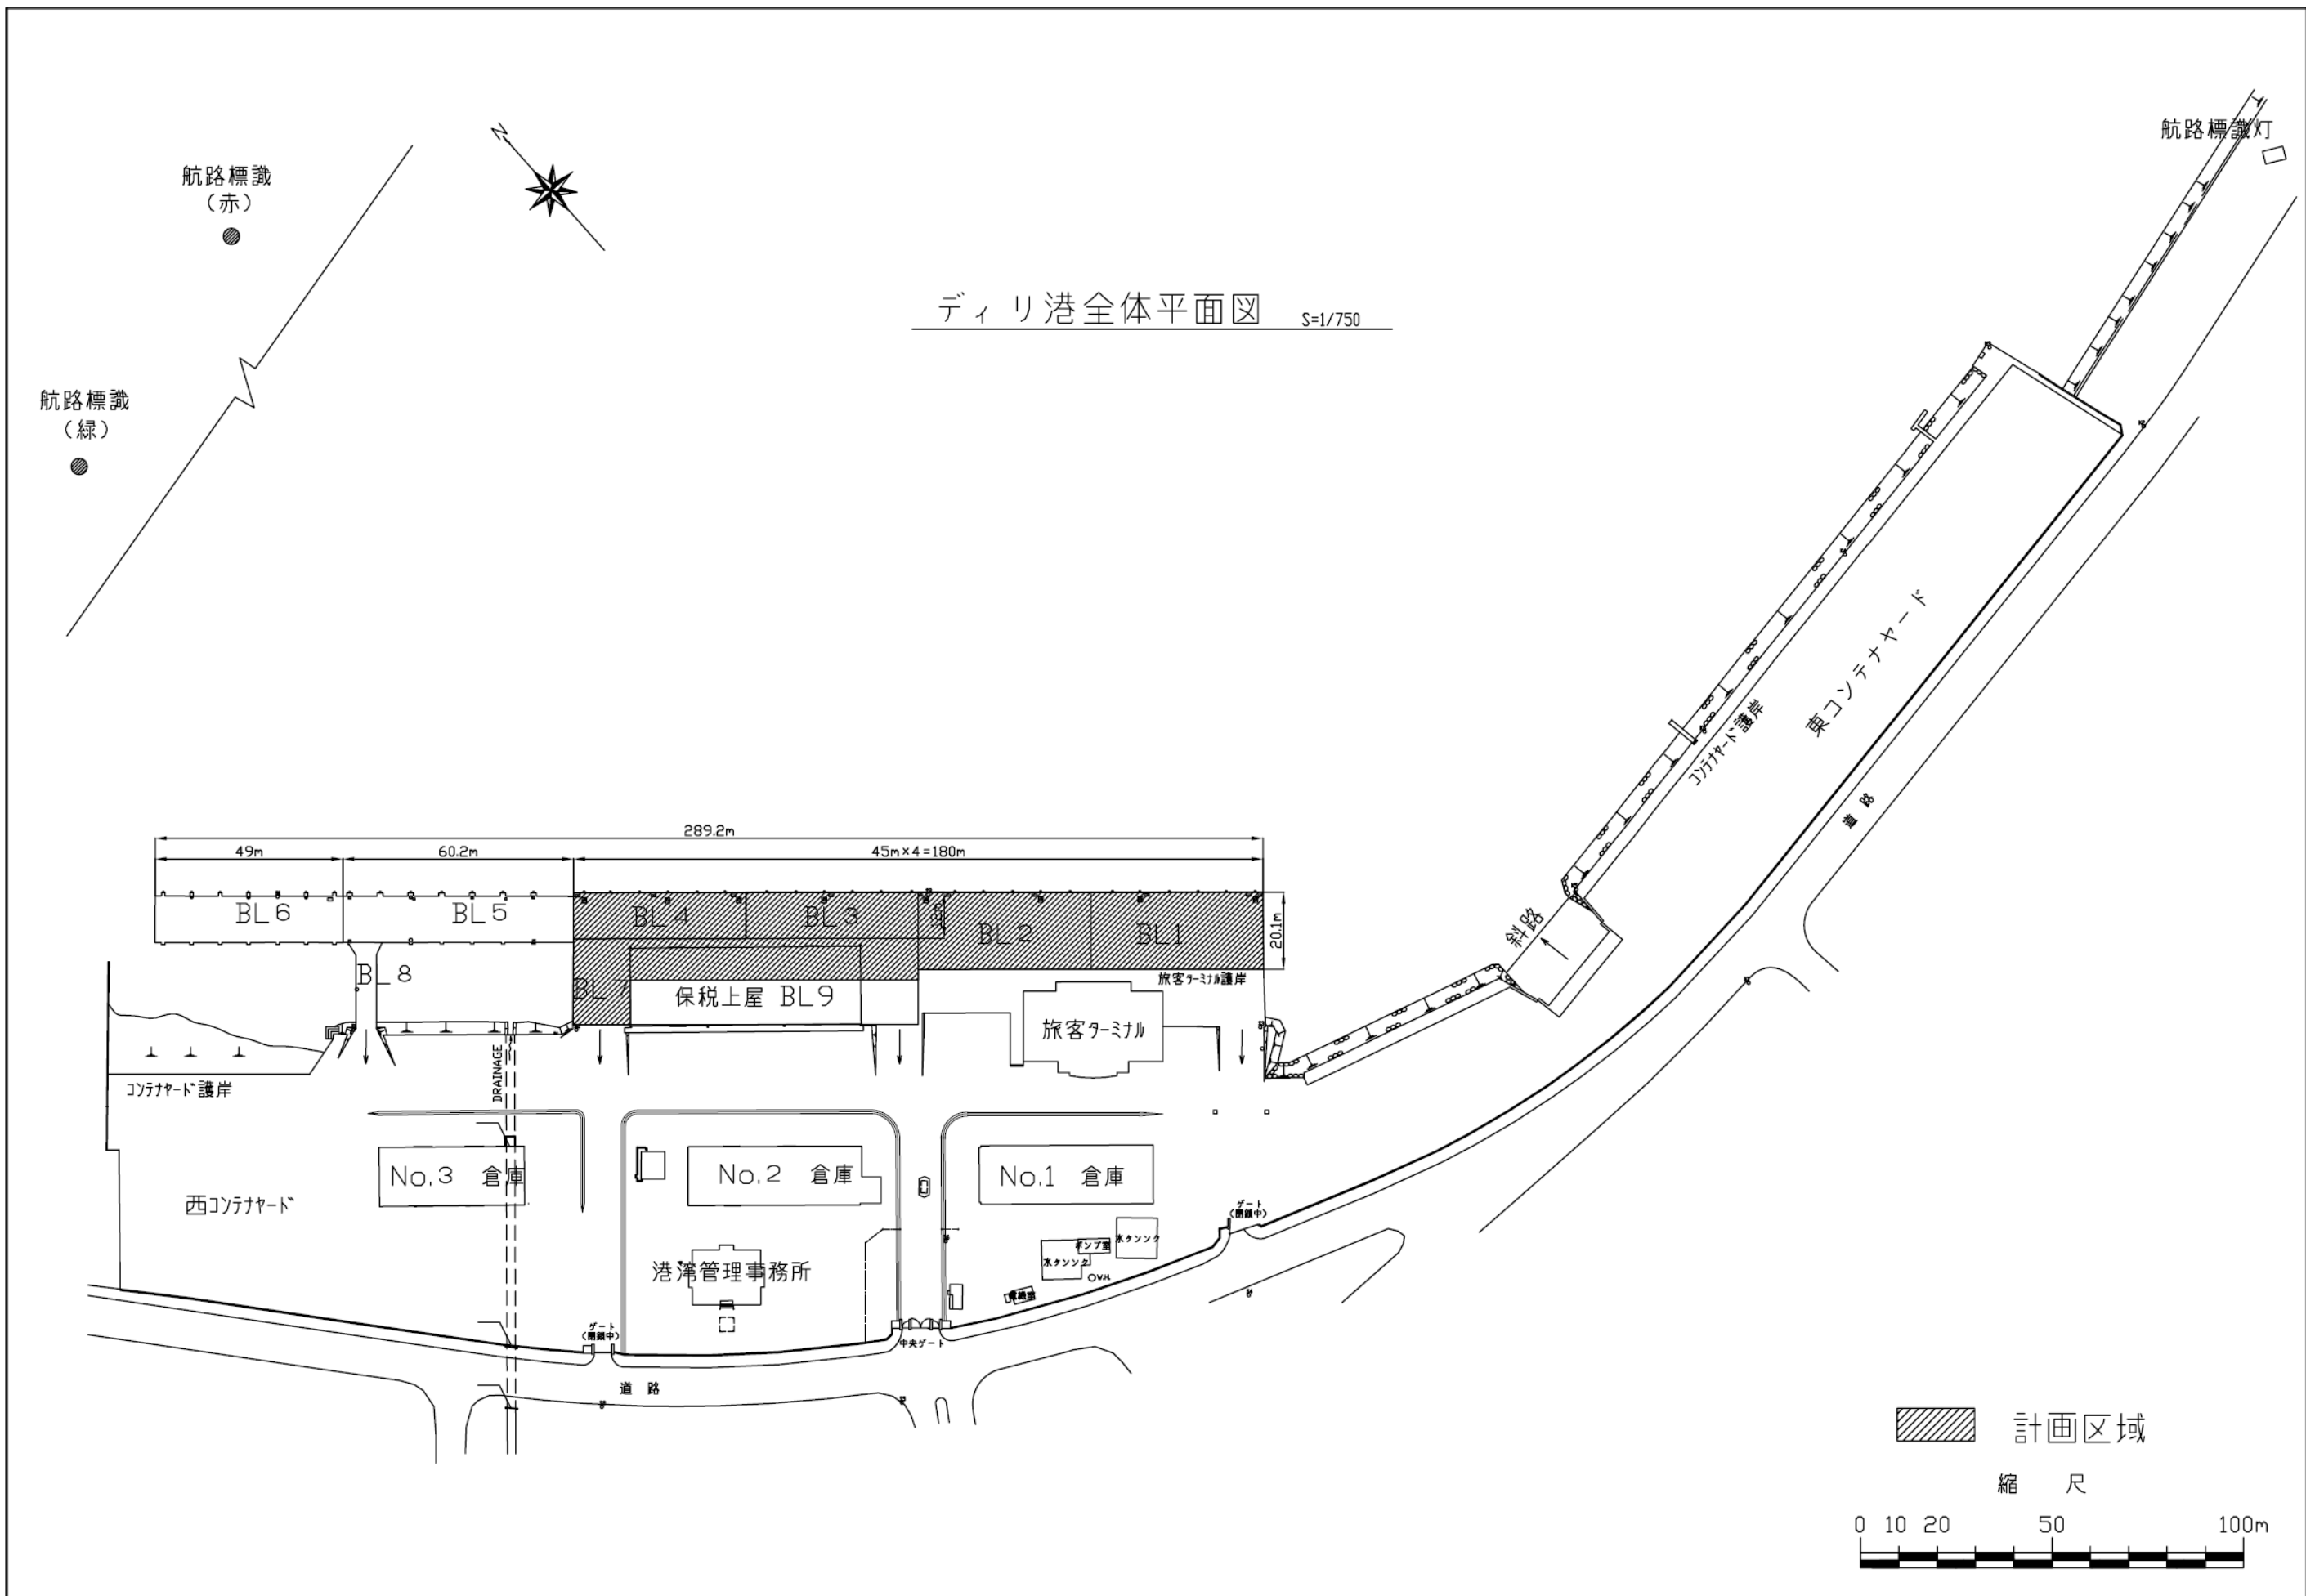 航路標識灯
航路標識
（赤）
N
ディリ港全体平面図 S=1/750
航路標識
（緑）
東コンテナヤード
コンテナヤード護岸
道路
289.2m
49m
60.2m
45m×4=180m
BL6
BL5
BL4
BL3
BL2
BL1
20.1m
斜路
BL8
BL7
保税上屋 BL9
旅客ターミナル護岸
旅客ターミナル
DRAINAGE
コンテナヤード護岸
No.3 倉庫
No.2 倉庫
No.1 倉庫
西コンテナヤード
ゲート
（閉鎖中）
水タンンク
ポンプ室
水タンンク
港湾管理事務所
ゲート
（閉鎖中）
中央ゲート
道路
計画区域
縮尺
0 10 20 50 100m